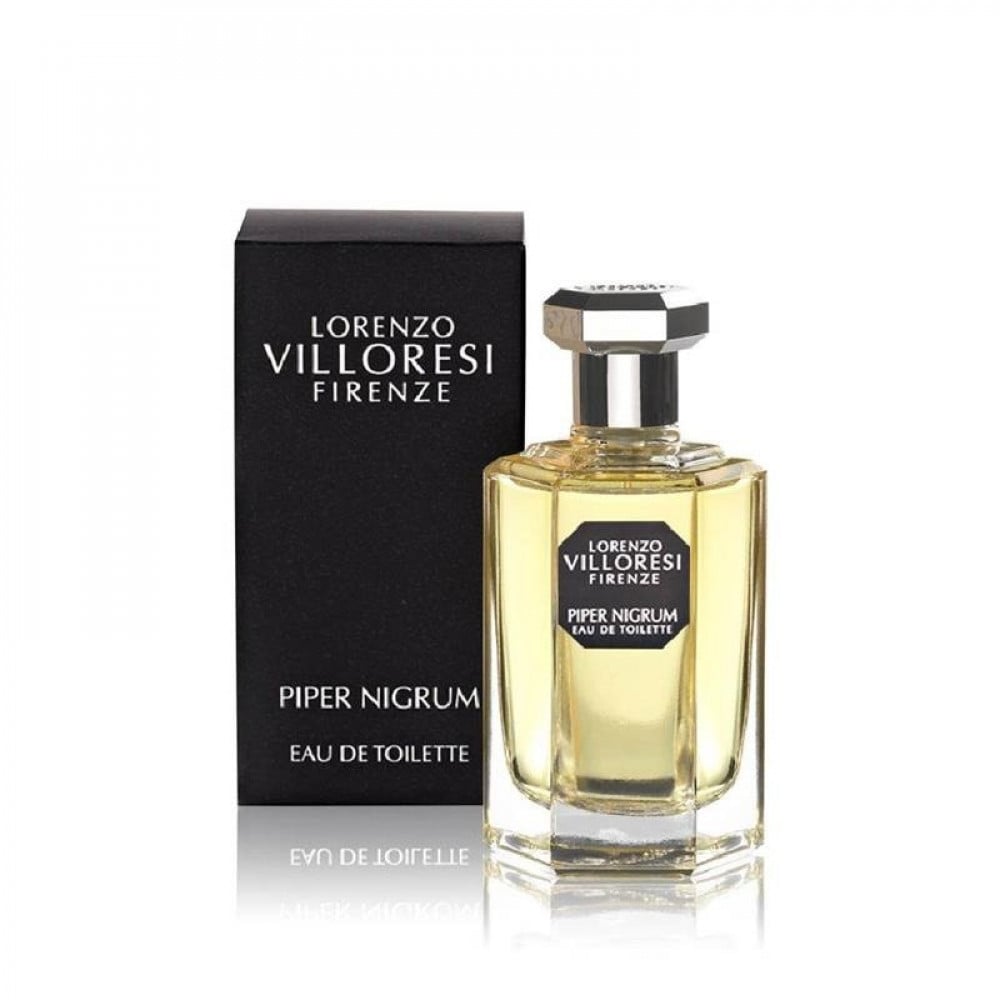 LORENZO
VILLORESI
FIRENZE
PIPER NIGRUM
EAU DE TOILETTE
LORENZO
VILLORESI
FIRENZE
PIPER NIGRUM
EAU DE TOILETTE